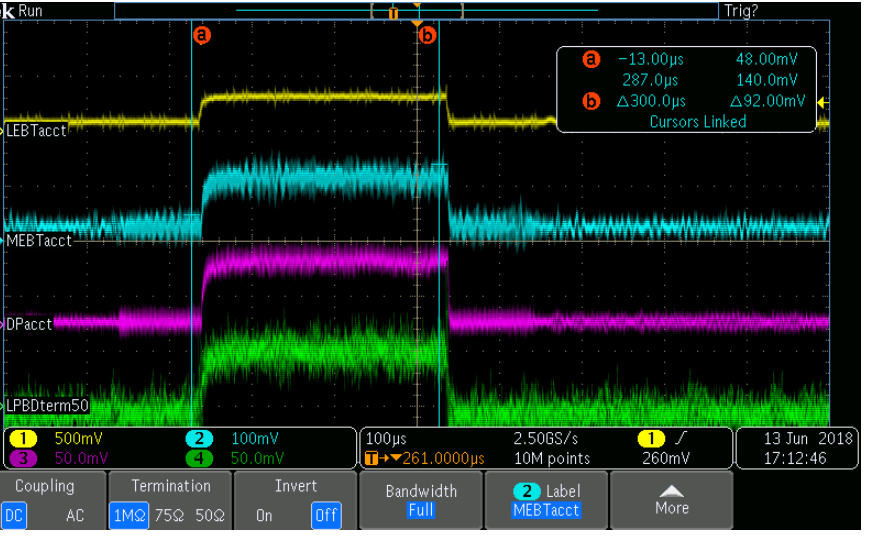 k Run Trig?
a b
a −13.00µs 48.00mV
287.0µs 140.0mV
b Δ300.0µs Δ92.00mV
Cursors Linked
LEBTacct
MEBTacct
DPacct
LPBDterm50
1 500mV 2 100mV 100µs 2.50GS/s 1 13 Jun 2018
3 50.0mV 4 50.0mV T→▼261.0000µs 10M points 260mV 17:12:46
Coupling Termination Invert Bandwidth 2 Label
DC AC 1MΩ 75Ω 50Ω On Off Full MEBTacct More